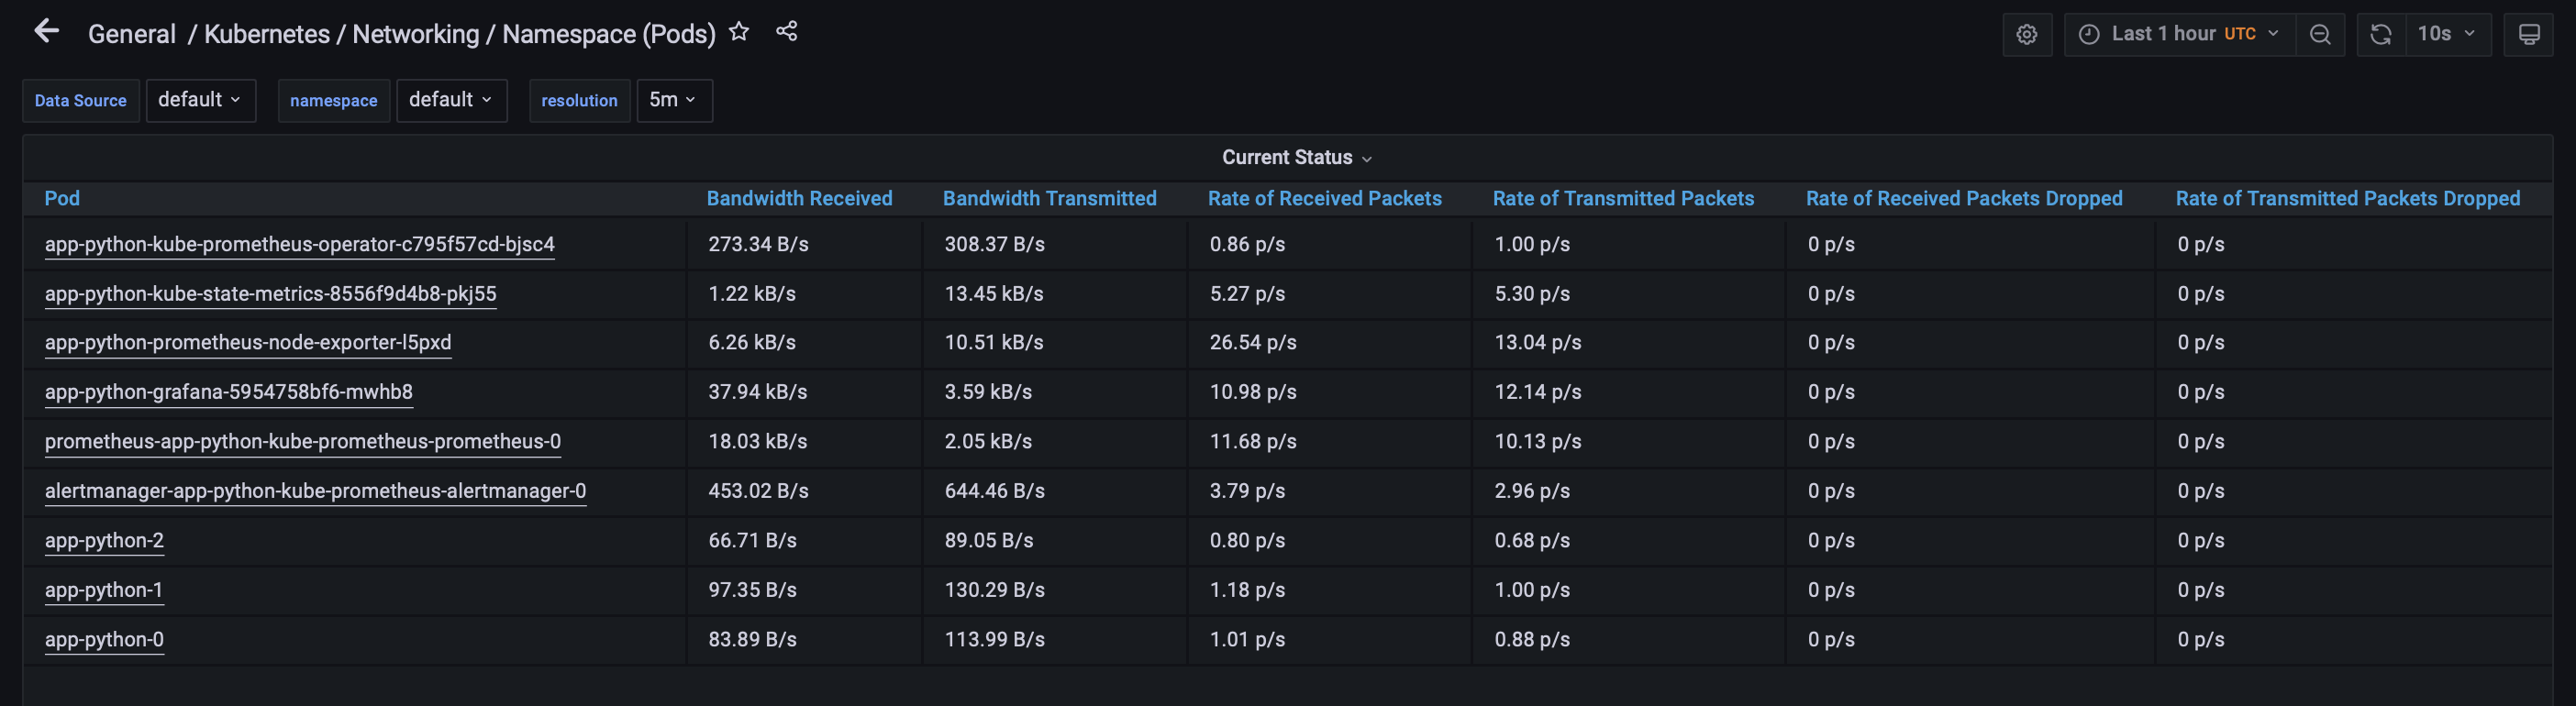 General / Kubernetes / Networking / Namespace (Pods) Last 1 hour UTC 10s
Data Source default namespace default resolution 5m
Current Status
Pod Bandwidth Received Bandwidth Transmitted Rate of Received Packets Rate of Transmitted Packets Rate of Received Packets Dropped Rate of Transmitted Packets Dropped
app-python-kube-prometheus-operator-c795f57cd-bjsc4 273.34 B/s 308.37 B/s 0.86 p/s 1.00 p/s 0 p/s 0 p/s
app-python-kube-state-metrics-8556f9d4b8-pkj55 1.22 kB/s 13.45 kB/s 5.27 p/s 5.30 p/s 0 p/s 0 p/s
app-python-prometheus-node-exporter-l5pxd 6.26 kB/s 10.51 kB/s 26.54 p/s 13.04 p/s 0 p/s 0 p/s
app-python-grafana-5954758bf6-mwhb8 37.94 kB/s 3.59 kB/s 10.98 p/s 12.14 p/s 0 p/s 0 p/s
prometheus-app-python-kube-prometheus-prometheus-0 18.03 kB/s 2.05 kB/s 11.68 p/s 10.13 p/s 0 p/s 0 p/s
alertmanager-app-python-kube-prometheus-alertmanager-0 453.02 B/s 644.46 B/s 3.79 p/s 2.96 p/s 0 p/s 0 p/s
app-python-2 66.71 B/s 89.05 B/s 0.80 p/s 0.68 p/s 0 p/s 0 p/s
app-python-1 97.35 B/s 130.29 B/s 1.18 p/s 1.00 p/s 0 p/s 0 p/s
app-python-0 83.89 B/s 113.99 B/s 1.01 p/s 0.88 p/s 0 p/s 0 p/s